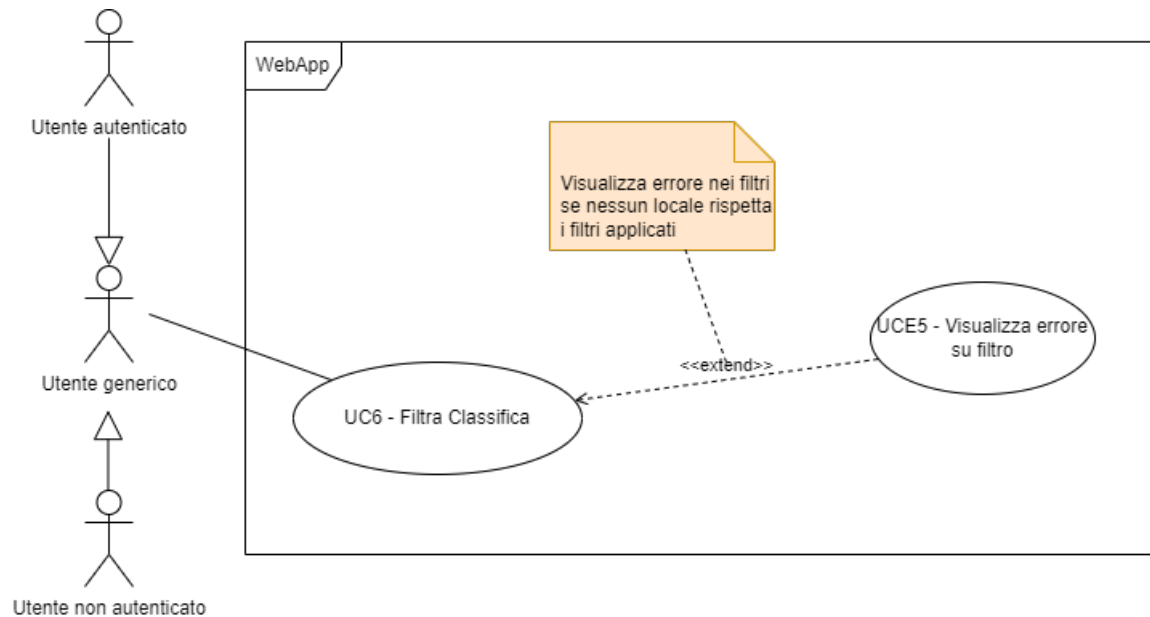 Utente autenticato
WebApp
Visualizza errore nei filtri
se nessun locale rispetta
i filtri applicati
Utente generico
<<extend>>
UCE5 - Visualizza errore
su filtro
UC6 - Filtra Classifica
Utente non autenticato